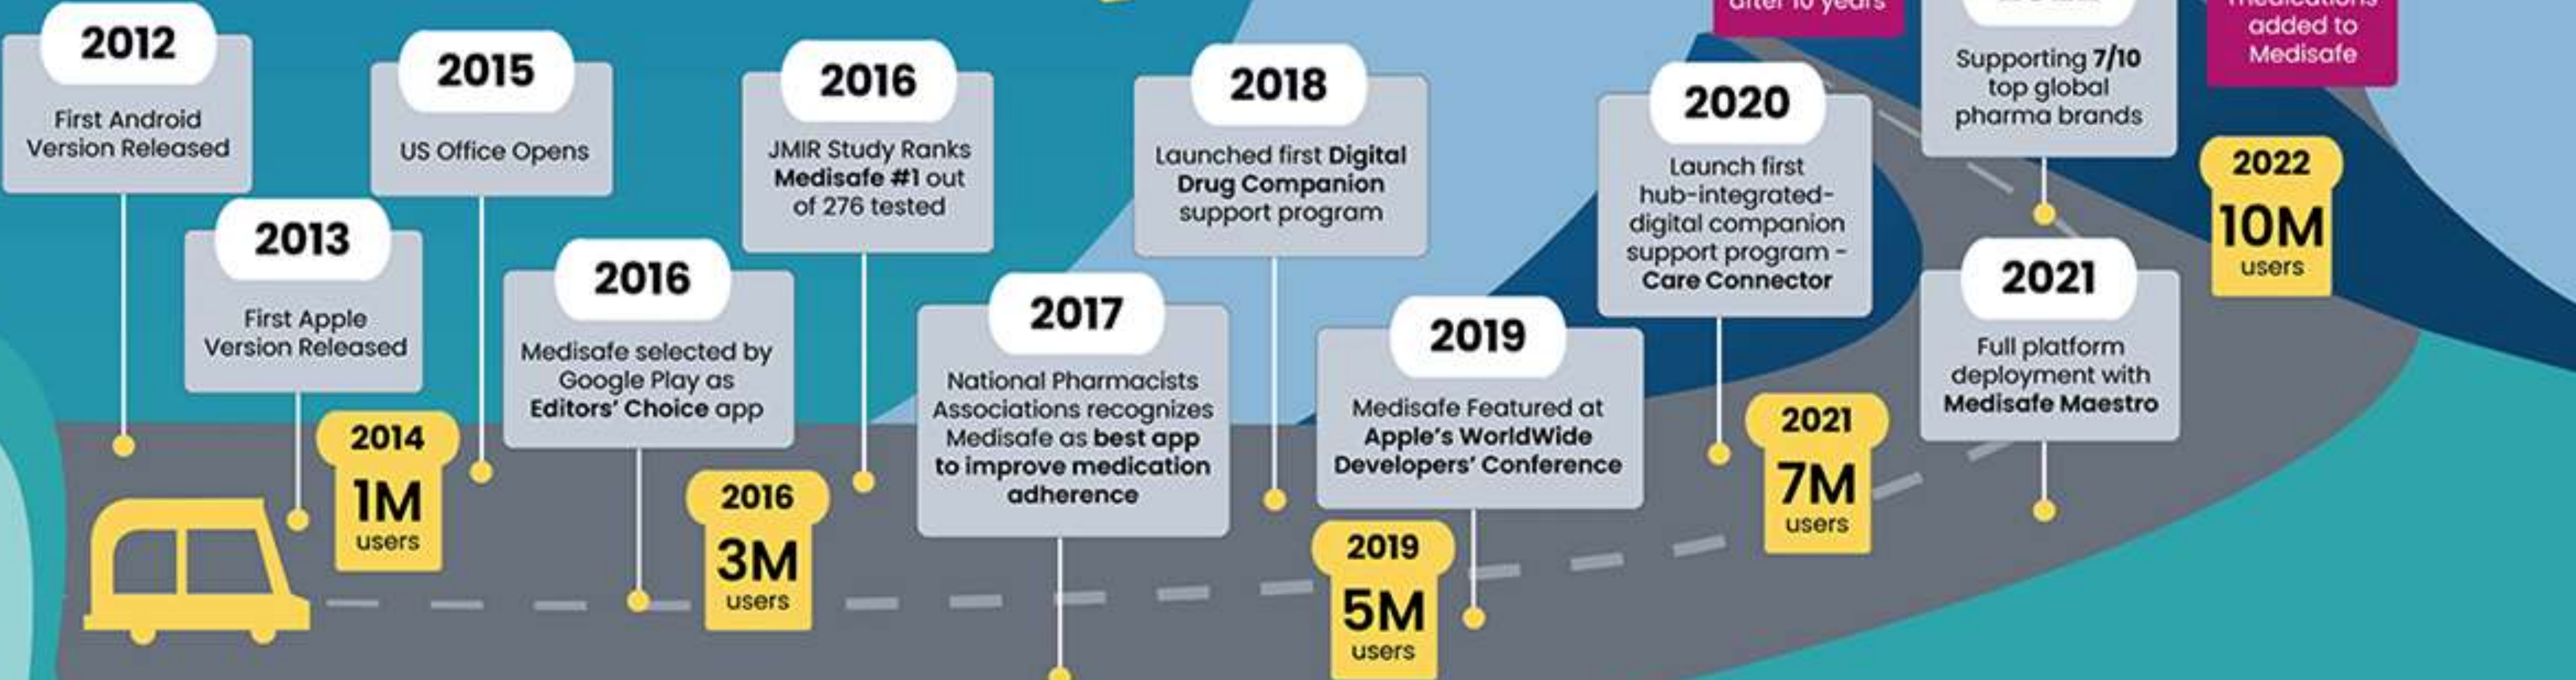 2012
First Android
Version Released
2013
First Apple
Version Released
2014
1M
users
2015
US Office Opens
2016
Medisafe selected by
Google Play as
Editors' Choice app
2016
3M
users
2016
JMIR Study Ranks
Medisafe #1 out
of 276 tested
2017
National Pharmacists
Associations recognizes
Medisafe as best app
to improve medication
adherence
2018
Launched first Digital
Drug Companion
support program
2019
5M
users
2019
Medisafe Featured at
Apple's WorldWide
Developers' Conference
2020
Launch first
hub-integrated-
digital companion
support program -
Care Connector
2021
7M
users
2021
Full platform
deployment with
Medisafe Maestro
after 10 years
Supporting 7/10
top global
pharma brands
medications
added to
Medisafe
2022
10M
users